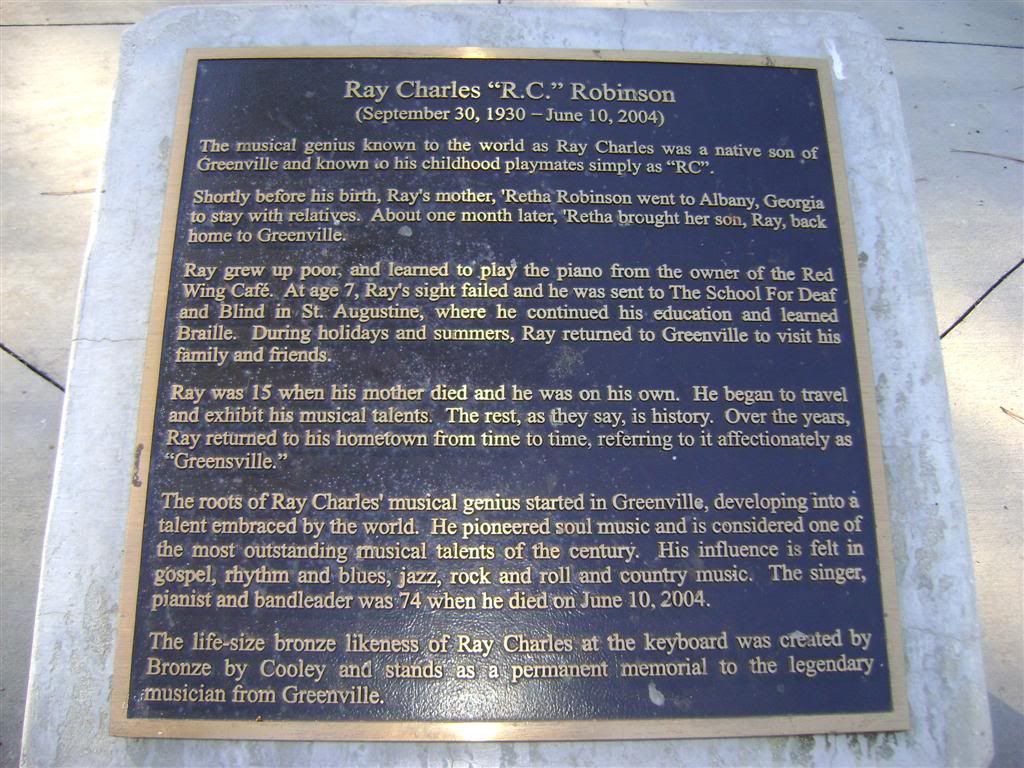 Ray Charles “R.C.” Robinson
(September 30, 1930 – June 10, 2004)
The musical genius known to the world as Ray Charles was a native son of
Greenville and known to his childhood playmates simply as “RC”.
Shortly before his birth, Ray's mother, 'Retha Robinson went to Albany, Georgia
to stay with relatives. About one month later, 'Retha brought her son, Ray, back
home to Greenville.
Ray grew up poor, and learned to play the piano from the owner of the Red
Wing Café. At age 7, Ray's sight failed and he was sent to The School For Deaf
and Blind in St. Augustine, where he continued his education and learned
Braille. During holidays and summers, Ray returned to Greenville to visit his
family and friends.
Ray was 15 when his mother died and he was on his own. He began to travel
and exhibit his musical talents. The rest, as they say, is history. Over the years,
Ray returned to his hometown from time to time, referring to it affectionately as
“Greensville.”
The roots of Ray Charles' musical genius started in Greenville, developing into a
talent embraced by the world. He pioneered soul music and is considered one of
the most outstanding musical talents of the century. His influence is felt in
gospel, rhythm and blues, jazz, rock and roll and country music. The singer,
pianist and bandleader was 74 when he died on June 10, 2004.
The life-size bronze likeness of Ray Charles at the keyboard was created by
Bronze by Cooley and stands as a permanent memorial to the legendary
musician from Greenville.